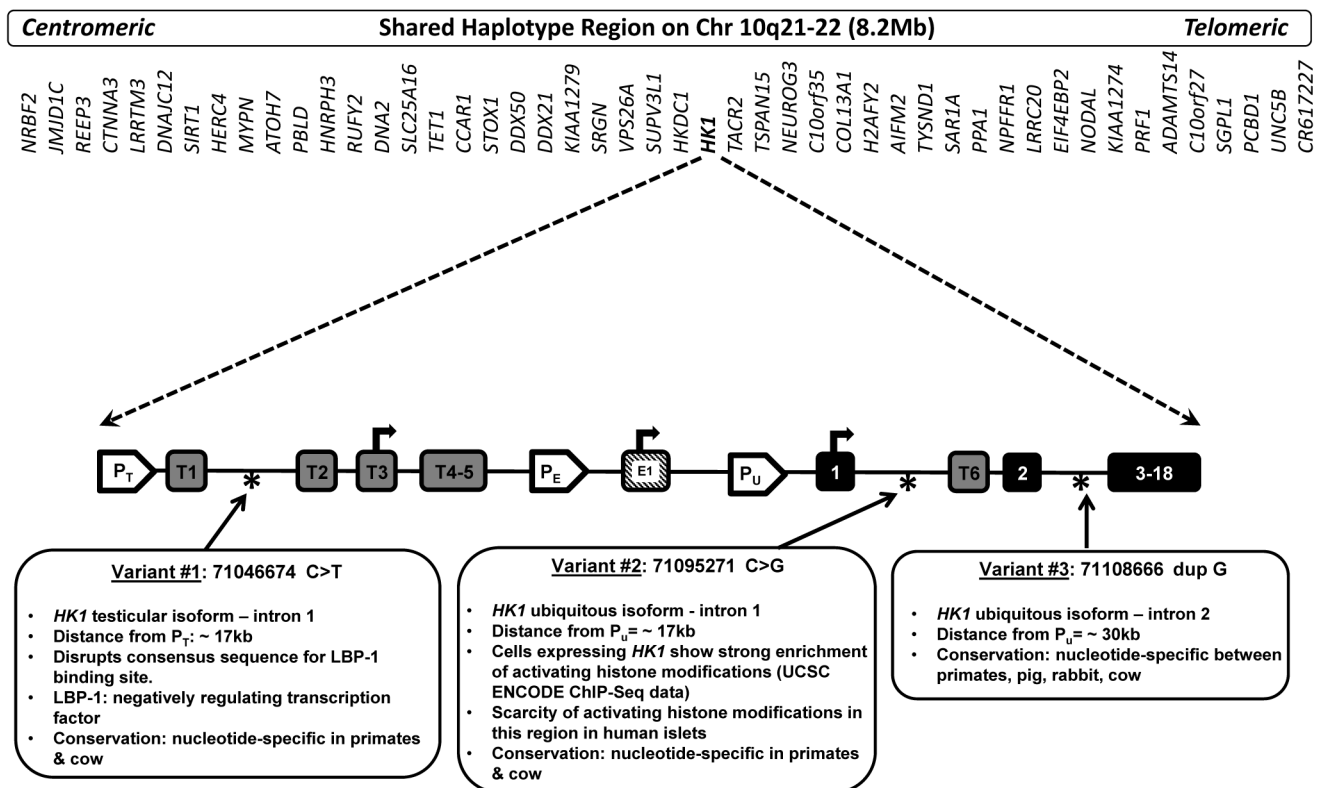 Centromeric Shared Haplotype Region on Chr 10q21-22 (8.2Mb) Telomeric
NRBF2
JMJD1C
REEP3
CTNNA3
LRRTM3
DNAJC12
SIRT1
HERC4
MYPN
ATOH7
PBLD
HNRPH3
RUFY2
DNA2
SLC25A16
TET1
CCAR1
STOX1
DDX50
DDX21
KIAA1279
SRGN
VPS26A
SUPV3L1
HKDC1
HK1
TACR2
TSPAN15
NEUROG3
C10orf35
COL13A1
H2AFY2
AIFM2
TYSND1
SAR1A
PPA1
NPFFR1
LRRC20
EIF4EBP2
NODAL
KIAA1274
PRF1
ADAMTS14
C10orf27
SGPL1
PCBD1
UNC5B
CR617227
PT T1 * T2 T3 T4-5 PE E1 PU 1 * T6 2 * 3-18
Variant #1: 71046674 C>T
• HK1 testicular isoform – intron 1
• Distance from PT: ~ 17kb
• Disrupts consensus sequence for LBP-1
binding site.
• LBP-1: negatively regulating transcription
factor
• Conservation: nucleotide-specific in primates
& cow
Variant #2: 71095271 C>G
• HK1 ubiquitous isoform - intron 1
• Distance from Pu= ~ 17kb
• Cells expressing HK1 show strong enrichment
of activating histone modifications (UCSC
ENCODE ChIP-Seq data)
• Scarcity of activating histone modifications in
this region in human islets
• Conservation: nucleotide-specific in primates
& cow
Variant #3: 71108666 dup G
• HK1 ubiquitous isoform – intron 2
• Distance from Pu= ~ 30kb
• Conservation: nucleotide-specific between
primates, pig, rabbit, cow